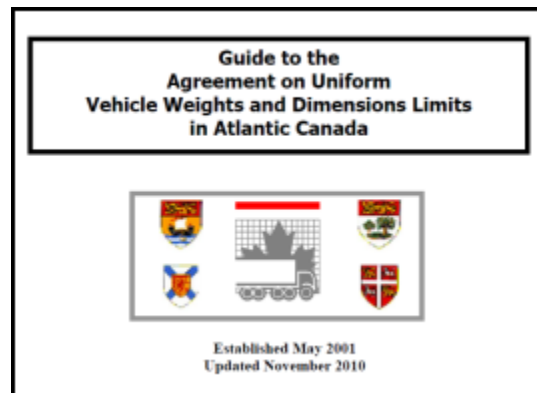 Guide to the
Agreement on Uniform
Vehicle Weights and Dimensions Limits
in Atlantic Canada
Established May 2001
Updated November 2010